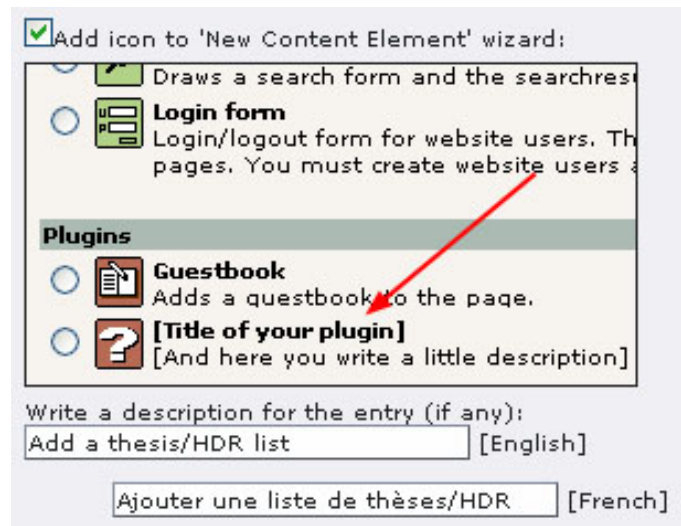 Add icon to 'New Content Element' wizard:
Draws a search form and the searchres
Login form
Login/logout form for website users. Th
pages. You must create website users a
Plugins
Guestbook
Adds a guestbook to the page.
[Title of your plugin]
[And here you write a little description]
Write a description for the entry (if any):
Add a thesis/HDR list [English]
Ajouter une liste de thèses/HDR [French]